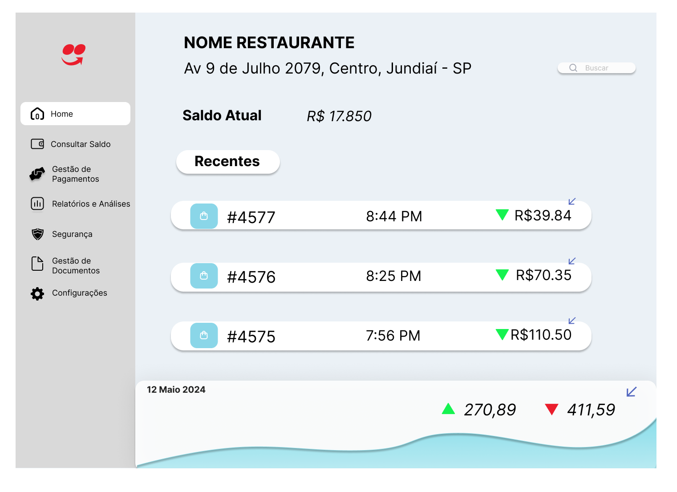 NOME RESTAURANTE
Av 9 de Julho 2079, Centro, Jundiaí - SP
Buscar
Home
Consultar Saldo
Gestão de
Pagamentos
Relatórios e Análises
Segurança
Gestão de
Documentos
Configurações
Saldo Atual R$ 17.850
Recentes
#4577 8:44 PM R$39.84
#4576 8:25 PM R$70.35
#4575 7:56 PM R$110.50
12 Maio 2024
270,89 411,59